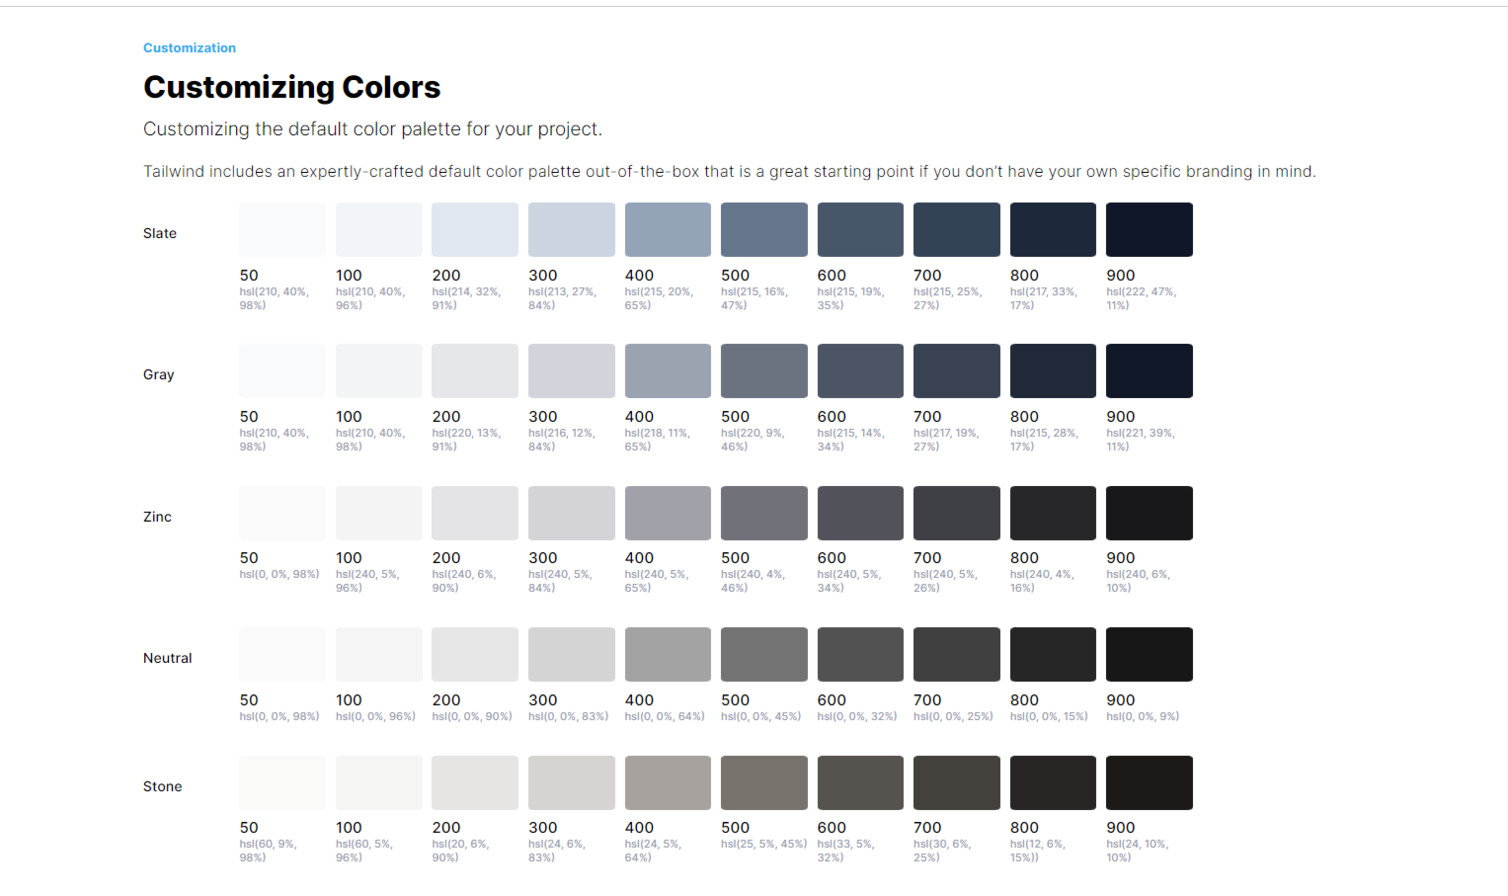 Customization
Customizing Colors
Customizing the default color palette for your project.
Tailwind includes an expertly-crafted default color palette out-of-the-box that is a great starting point if you don’t have your own specific branding in mind.
Slate
50 100 200 300 400 500 600 700 800 900
hsl(210, 40%, hsl(210, 40%, hsl(214, 32%, hsl(213, 27%, hsl(215, 20%, hsl(215, 16%, hsl(215, 19%, hsl(215, 25%, hsl(217, 33%, hsl(222, 47%,
98%) 96%) 91%) 84%) 65%) 47%) 35%) 27%) 17%) 11%)
Gray
50 100 200 300 400 500 600 700 800 900
hsl(210, 40%, hsl(210, 40%, hsl(220, 13%, hsl(216, 12%, hsl(218, 11%, hsl(220, 9%, hsl(215, 14%, hsl(217, 19%, hsl(215, 28%, hsl(221, 39%,
98%) 98%) 91%) 84%) 65%) 46%) 34%) 27%) 17%) 11%)
Zinc
50 100 200 300 400 500 600 700 800 900
hsl(0, 0%, 98%) hsl(240, 5%, hsl(240, 6%, hsl(240, 5%, hsl(240, 5%, hsl(240, 4%, hsl(240, 5%, hsl(240, 5%, hsl(240, 4%, hsl(240, 6%,
96%) 90%) 84%) 65%) 46%) 34%) 26%) 16%) 10%)
Neutral
50 100 200 300 400 500 600 700 800 900
hsl(0, 0%, 98%) hsl(0, 0%, 96%) hsl(0, 0%, 90%) hsl(0, 0%, 83%) hsl(0, 0%, 64%) hsl(0, 0%, 45%) hsl(0, 0%, 32%) hsl(0, 0%, 25%) hsl(0, 0%, 15%) hsl(0, 0%, 9%)
Stone
50 100 200 300 400 500 600 700 800 900
hsl(60, 9%, hsl(60, 5%, hsl(20, 6%, hsl(24, 6%, hsl(24, 5%, hsl(25, 5%, 45%) hsl(33, 5%, hsl(30, 6%, hsl(12, 6%, hsl(24, 10%,
98%) 96%) 90%) 83%) 64%) 32%) 25%) 15%)) 10%)